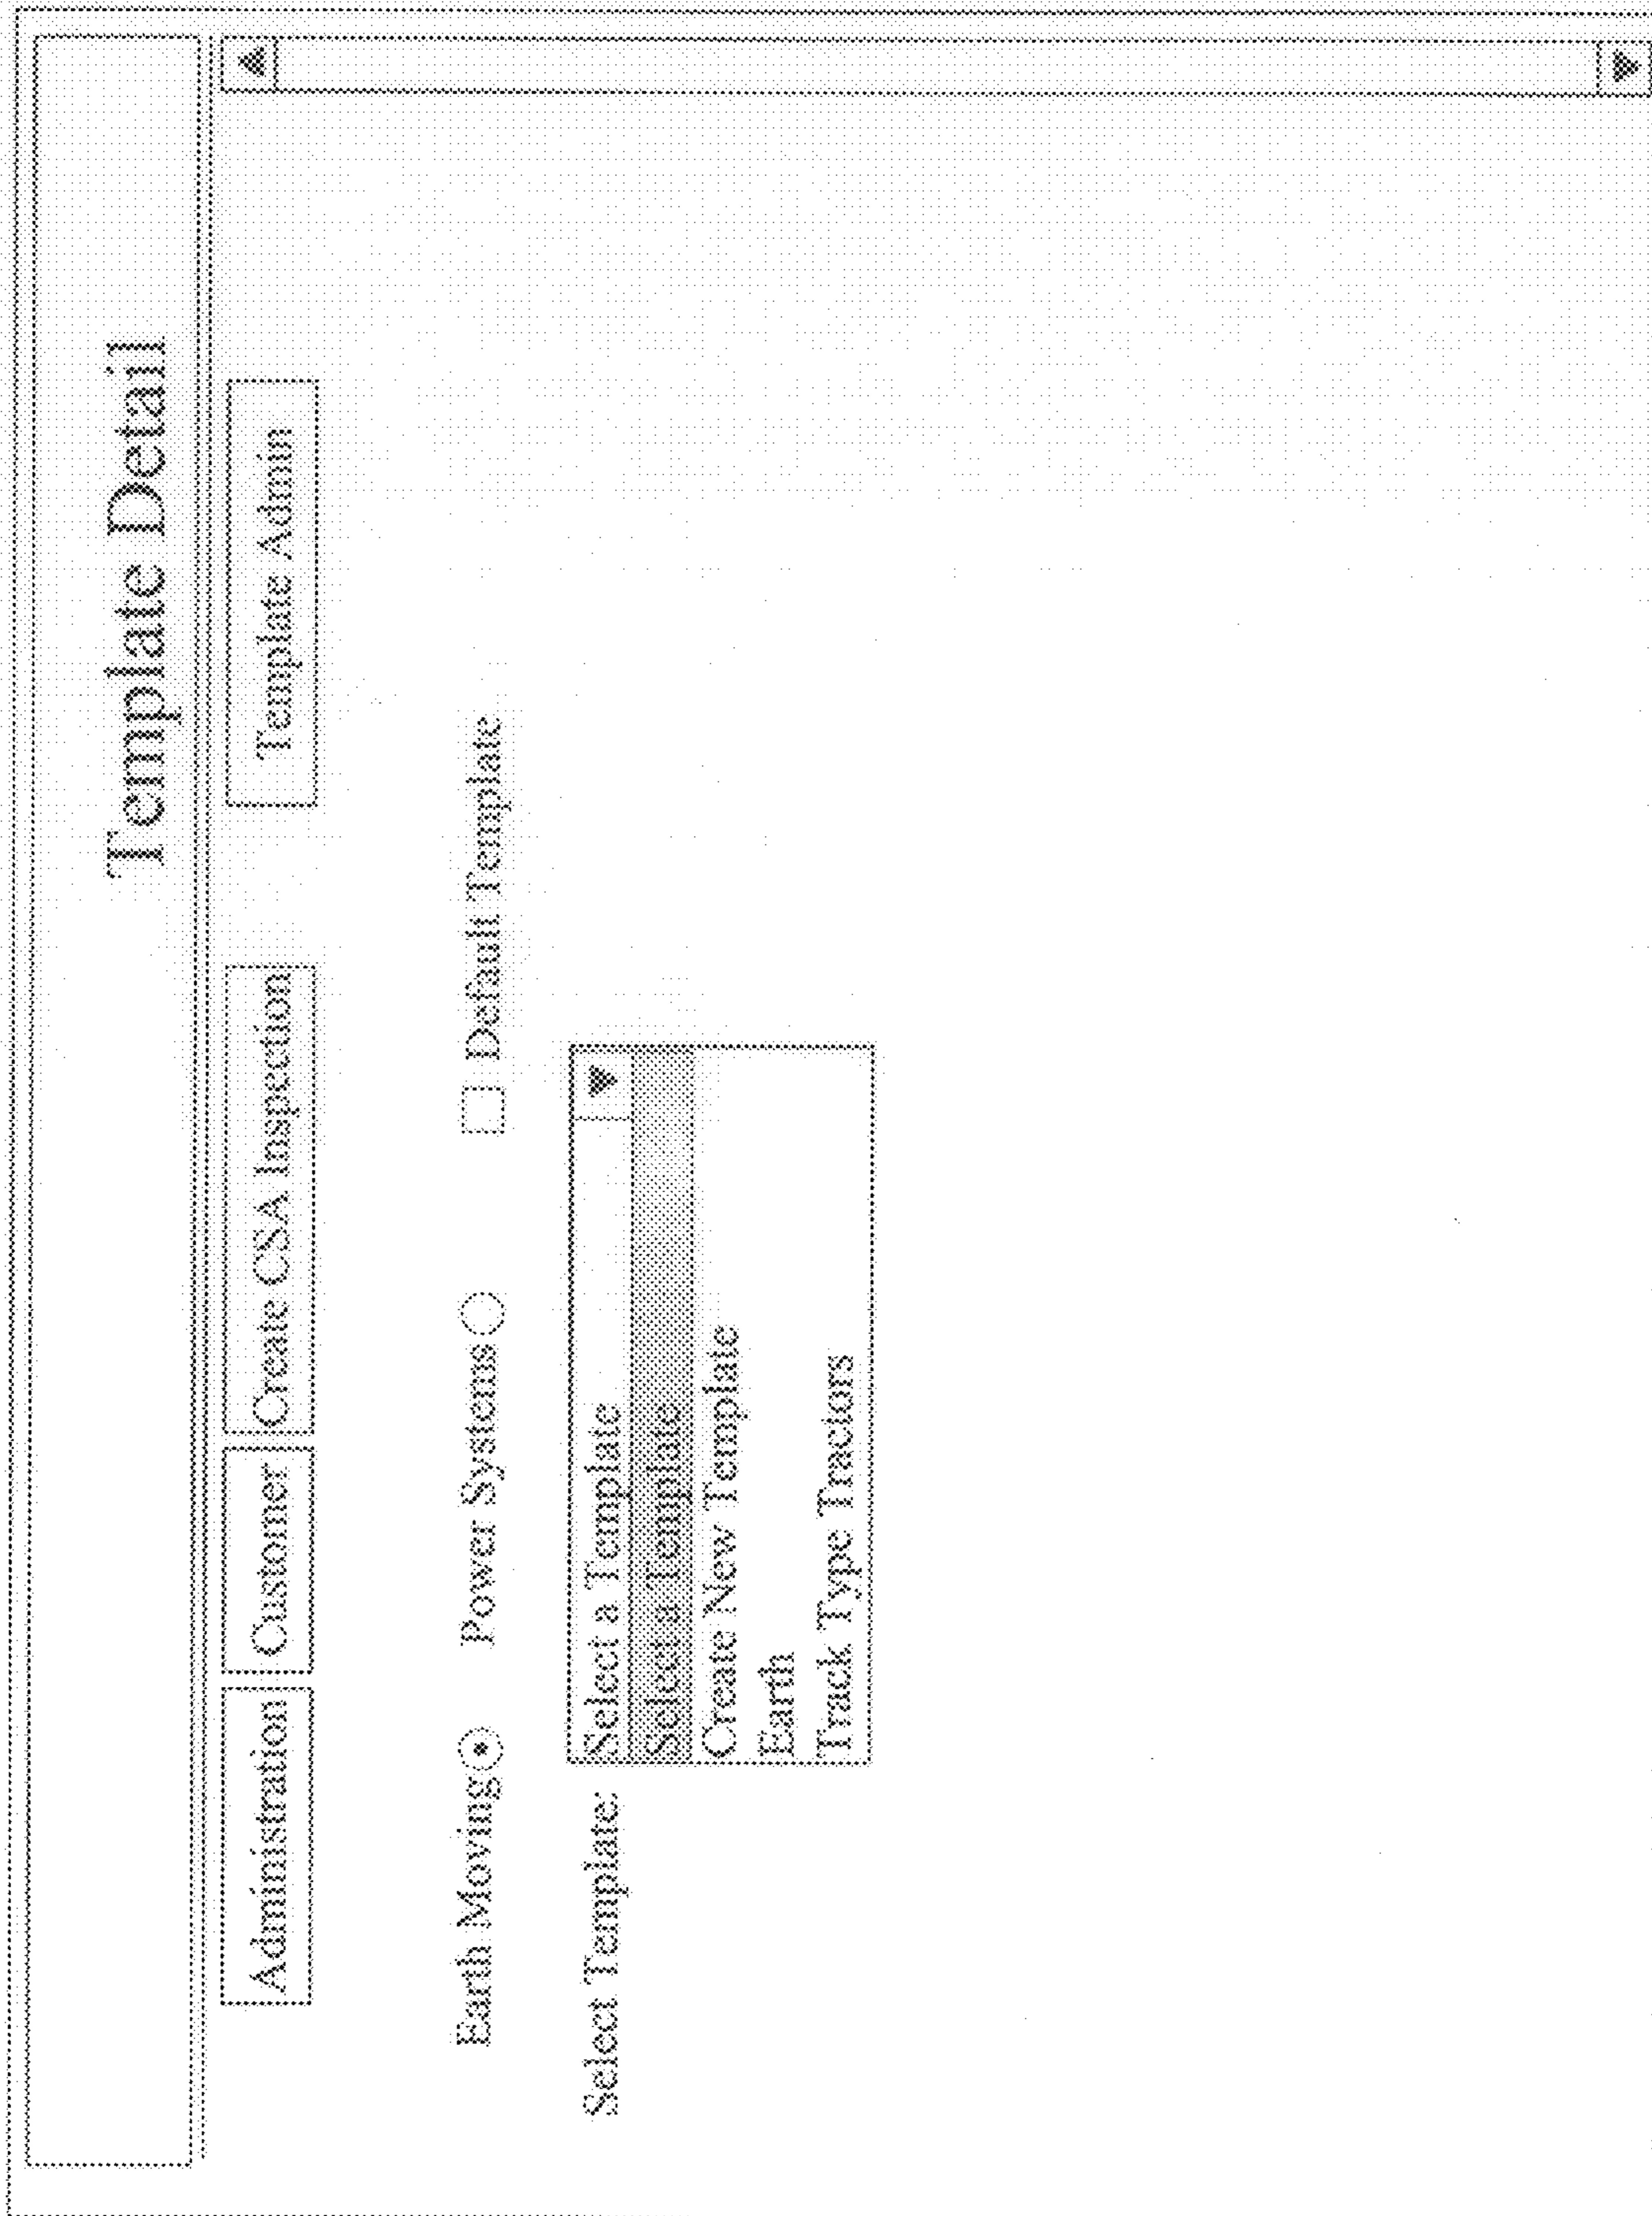 Template Detail
Administration Customer Create CSA Inspection Template Admin
Earth Moving Power Systems Default Template
Select Template: Select a Template
Select a Template
Create New Template
Earth
Track Type Tractors